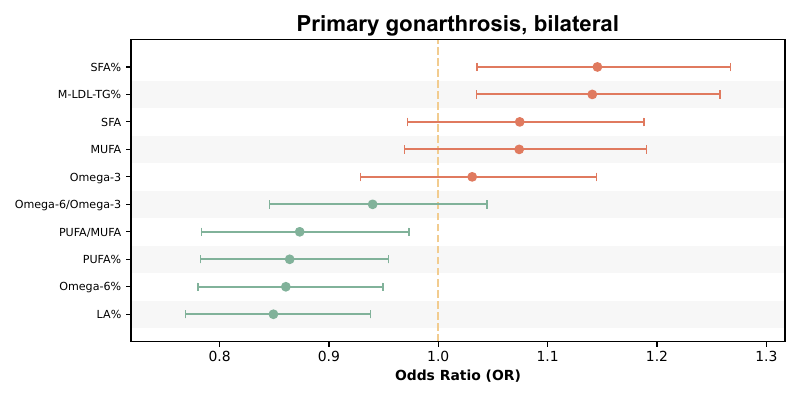 Primary gonarthrosis, bilateral
SFA%
M-LDL-TG%
SFA
MUFA
Omega-3
Omega-6/Omega-3
PUFA/MUFA
PUFA%
Omega-6%
LA%
0.8 0.9 1.0 1.1 1.2 1.3
Odds Ratio (OR)